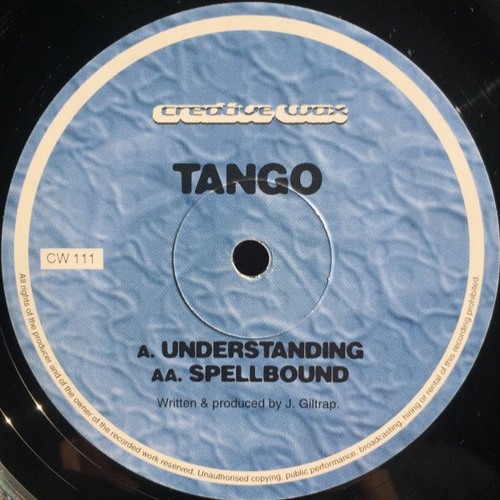 creative wax
TANGO
CW 111
A. UNDERSTANDING
AA. SPELLBOUND
Written & produced by J. Giltrap.
All rights of the producer and of the owner of the recorded work reserved. Unauthorised copying, public performance, broadcasting, hiring or rental of this recording prohibited.